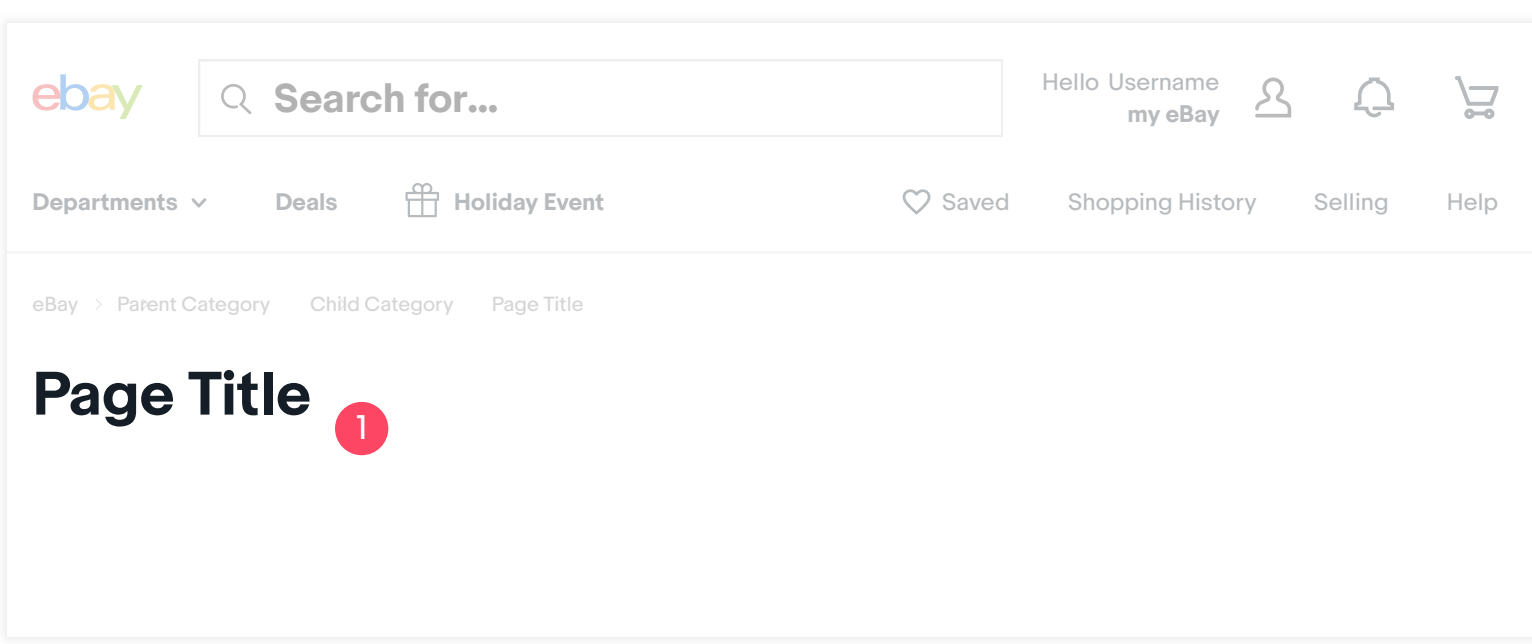 ebay
Search for...
Hello Username
my eBay
Departments
Deals
Holiday Event
Saved
Shopping History
Selling
Help
eBay > Parent Category Child Category Page Title
Page Title
1